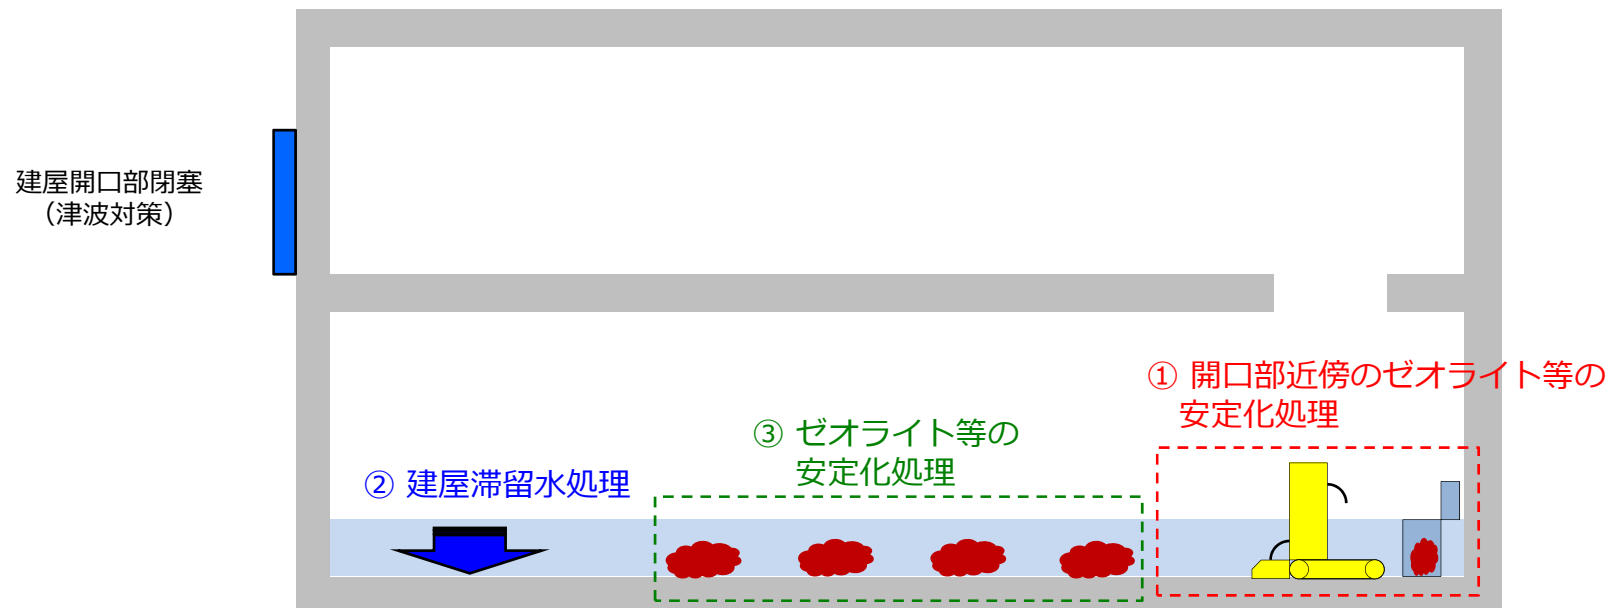 建屋開口部閉塞
（津波対策）
① 開口部近傍のゼオライト等の
安定化処理
③ ゼオライト等の
安定化処理
② 建屋滞留水処理